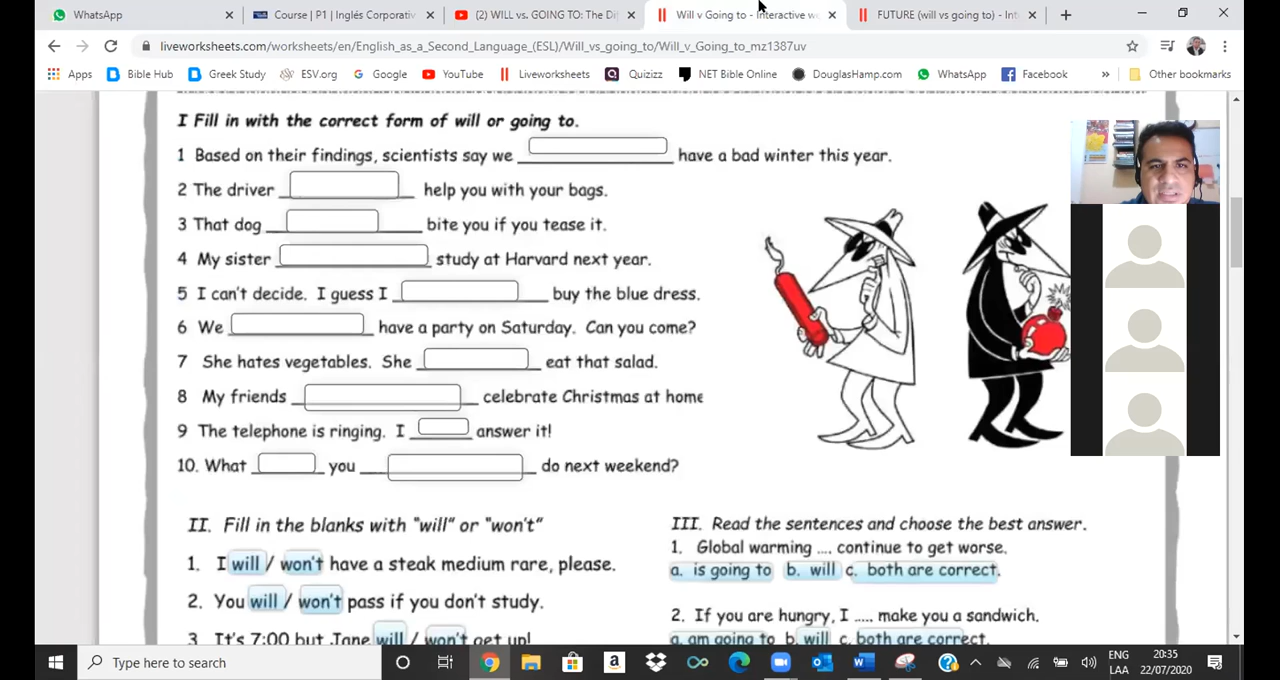 WhatsApp
Course | P1 | Inglés Corporativ
(2) WILL vs. GOING TO: The Di
Will v Going to - Interactive w
FUTURE (will vs going to) - Int
liveworksheets.com/worksheets/en/English_as_a_Second_Language_(ESL)/Will_vs_going_to/Will_v_Going_to_mz1387uv
Apps Bible Hub Greek Study ESV.org Google YouTube Liveworksheets Quizizz NET Bible Online DouglasHamp.com WhatsApp Facebook » Other bookmarks
I Fill in with the correct form of will or going to.
1 Based on their findings, scientists say we have a bad winter this year.
2 The driver help you with your bags.
3 That dog bite you if you tease it.
4 My sister study at Harvard next year.
5 I can't decide. I guess I buy the blue dress.
6 We have a party on Saturday. Can you come?
7 She hates vegetables. She eat that salad.
8 My friends celebrate Christmas at home
9 The telephone is ringing. I answer it!
10. What you do next weekend?
II. Fill in the blanks with "will" or "won't"
1. I will / won't have a steak medium rare, please.
2. You will / won't pass if you don't study.
3 It's 7:00 but Jane will / won't get up!
III. Read the sentences and choose the best answer.
1. Global warming .... continue to get worse.
a. is going to b. will c. both are correct.
2. If you are hungry, I ..... make you a sandwich.
a. am going to b. will c. both are correct.
Type here to search
ENG
LAA
20:35
22/07/2020